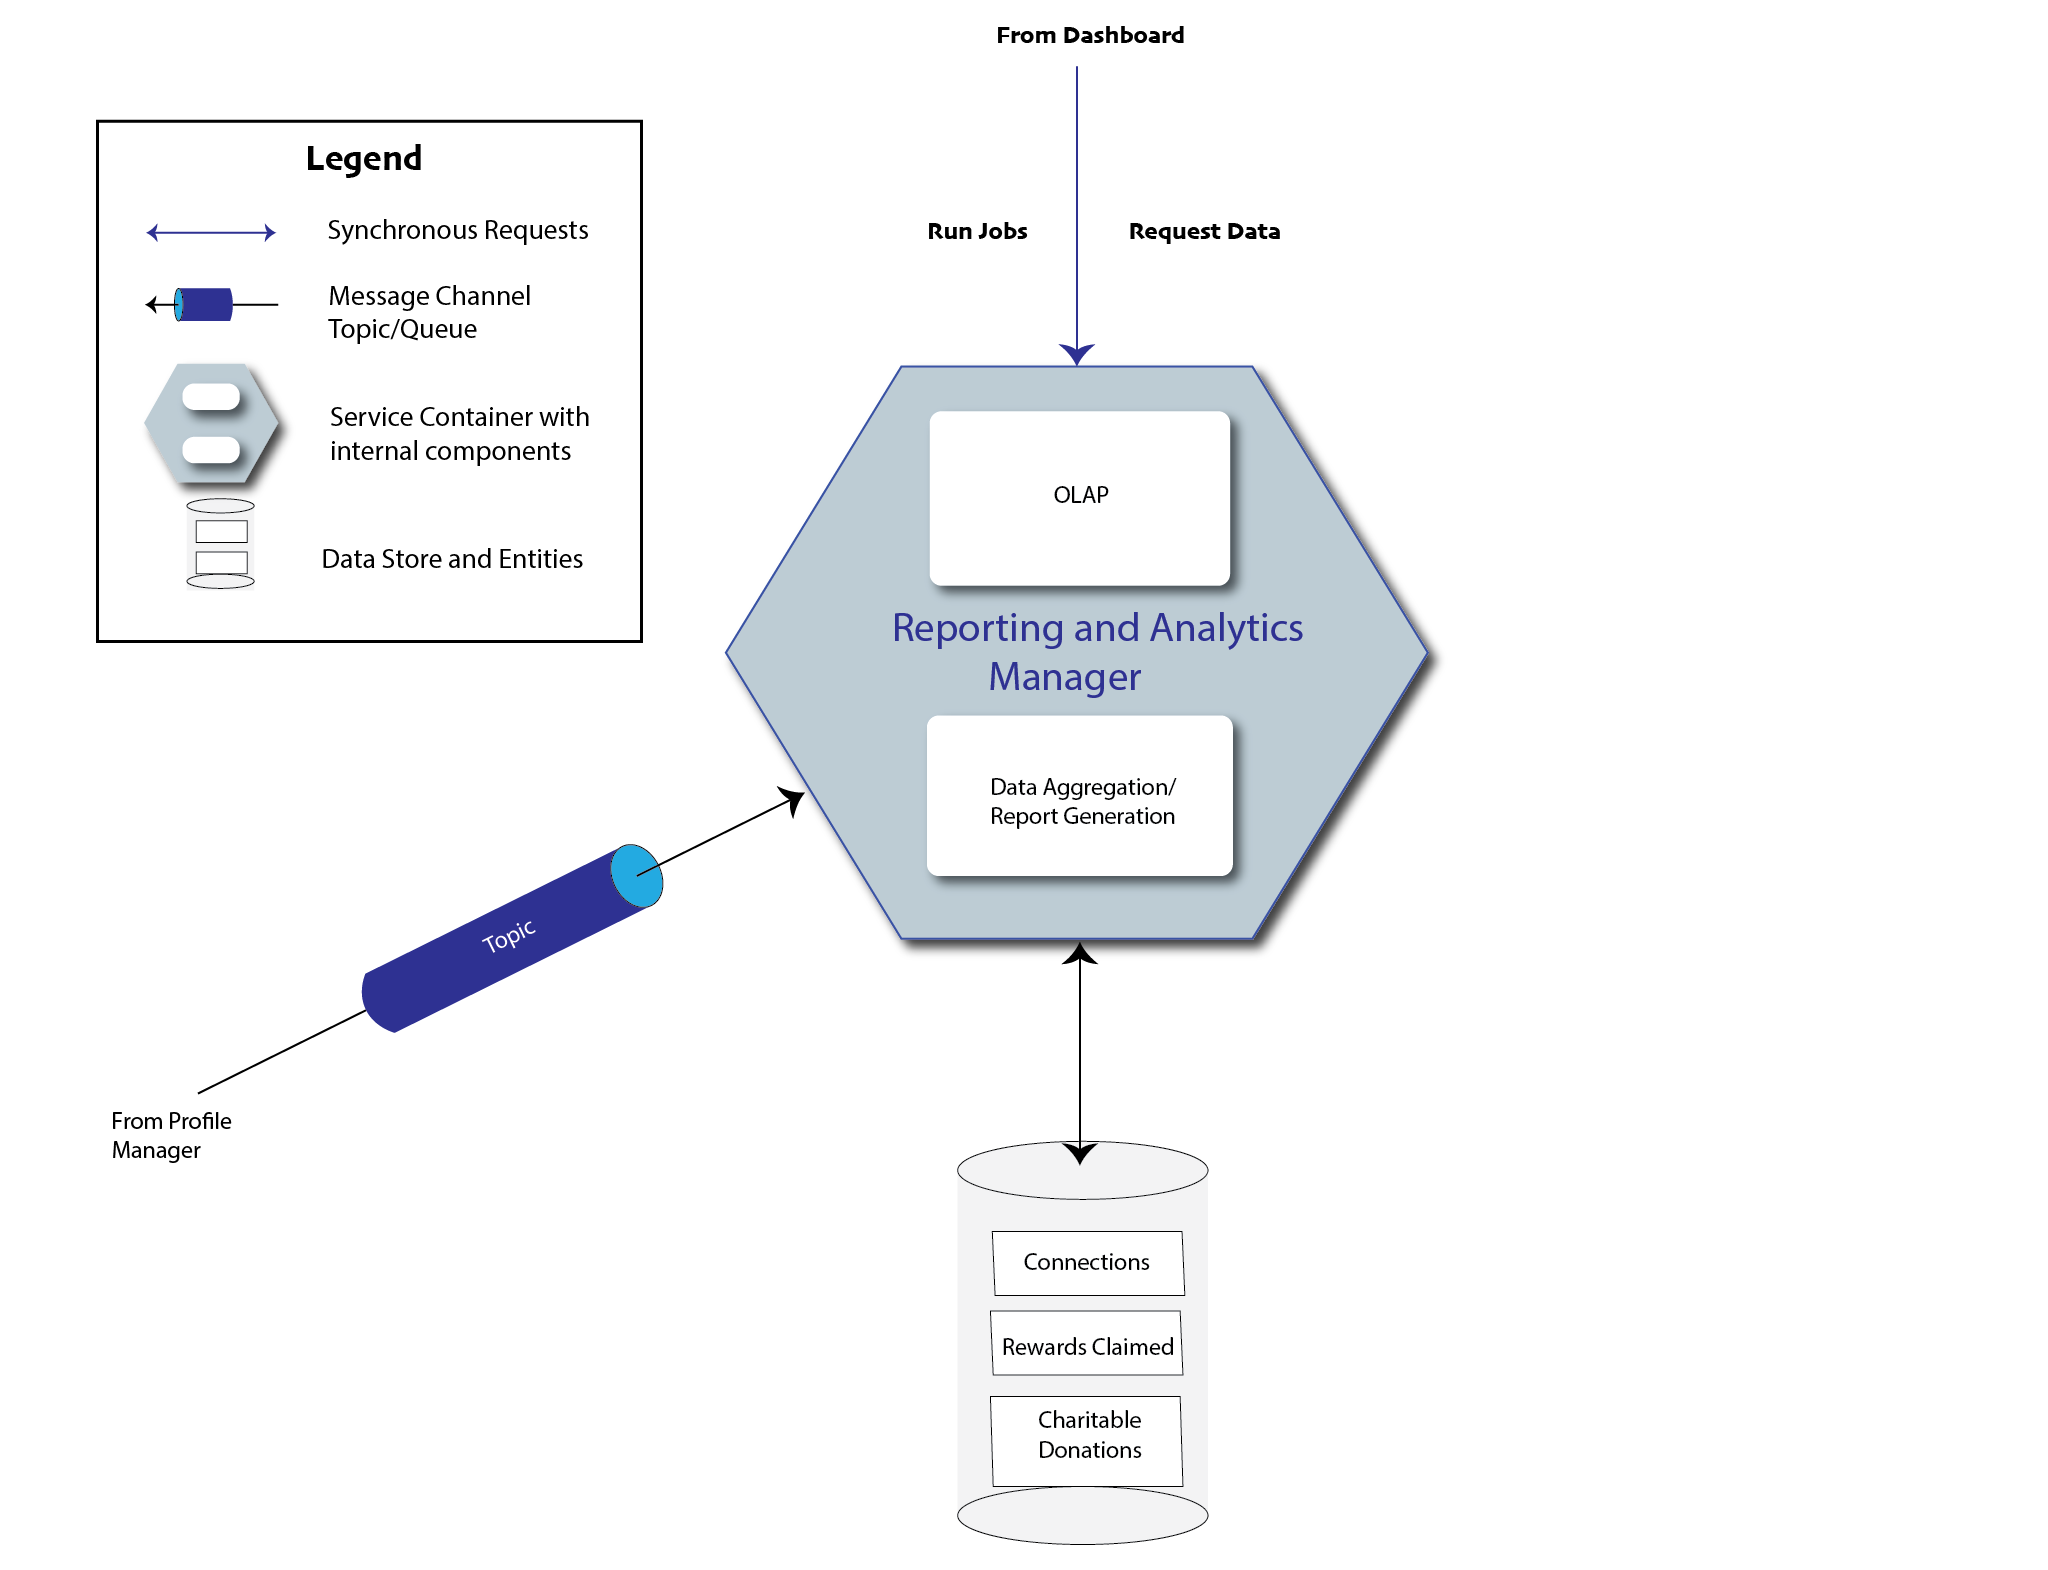 From Dashboard
Legend
Synchronous Requests
Message Channel
Topic/Queue
Service Container with
internal components
Data Store and Entities
Run Jobs
Request Data
OLAP
Reporting and Analytics
Manager
Data Aggregation/
Report Generation
Topic
From Profile
Manager
Connections
Rewards Claimed
Charitable
Donations